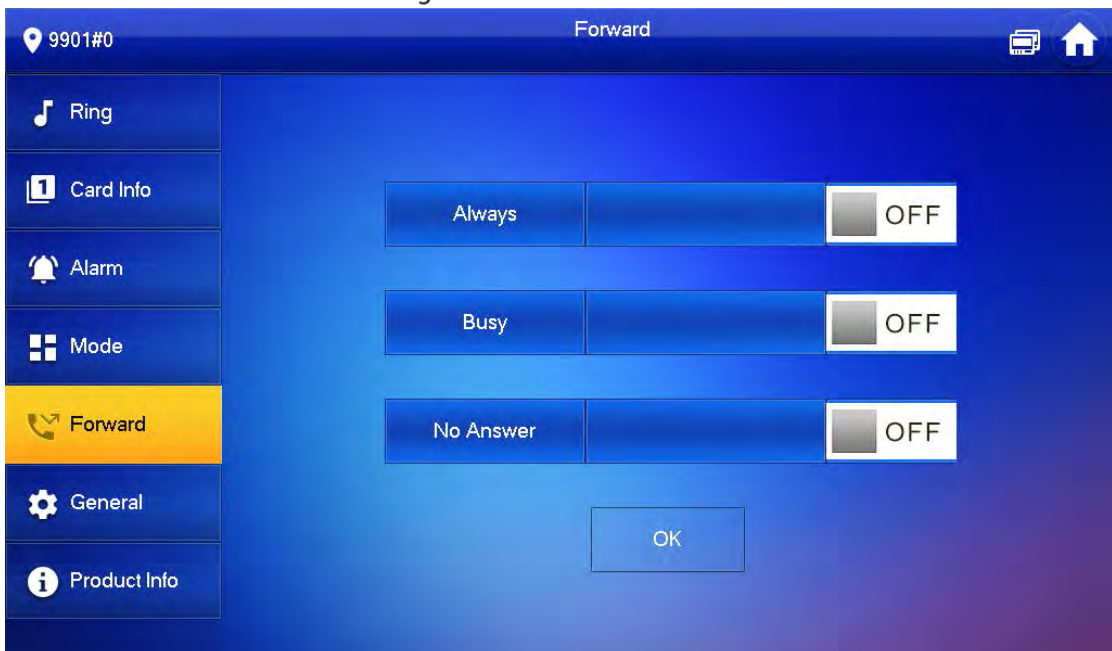 9901#0
Forward
Ring
Card Info
Alarm
Mode
Forward
General
Product Info
Always OFF
Busy OFF
No Answer OFF
OK